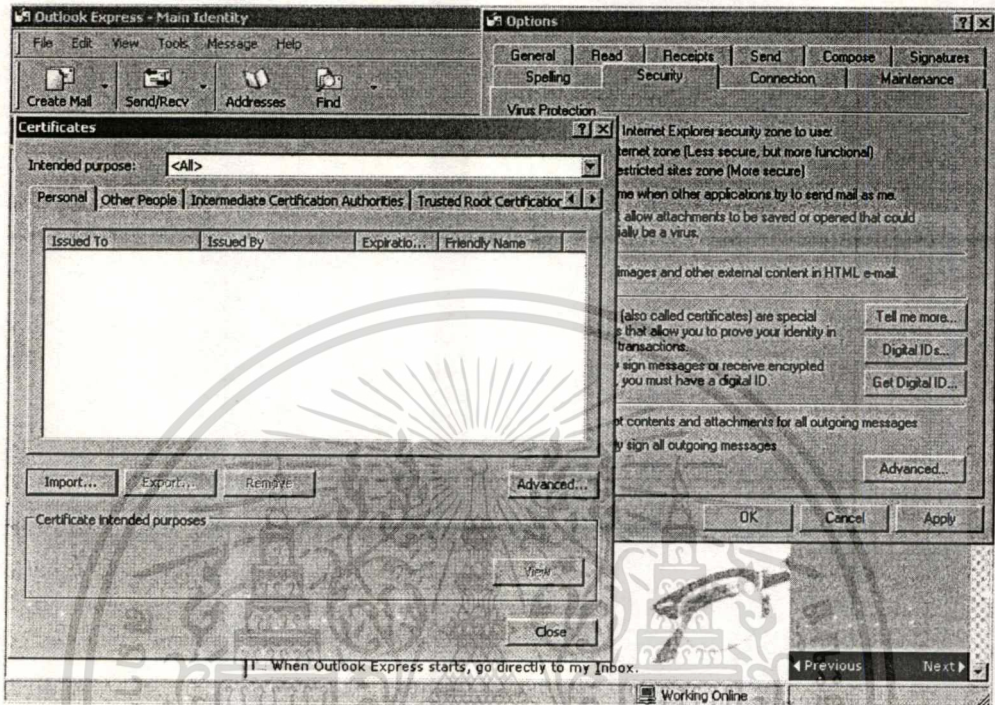 Outlook Express - Main Identity
File Edit View Tools Message Help
Create Mail Send/Recv Addresses Find
Options
General Read Receipts Send Compose Signatures
Spelling Security Connection Maintenance
Virus Protection
Internet Explorer security zone to use:
ternet zone (Less secure, but more functional)
estricted sites zone (More secure)
me when other applications try to send mail as me.
t allow attachments to be saved or opened that could
ially be a virus.
images and other external content in HTML e-mail.
(also called certificates) are special
s that allow you to prove your identity in
transactions.
Tell me more...
Digital IDs...
sign messages or receive encrypted
, you must have a digital ID.
Get Digital ID...
pt contents and attachments for all outgoing messages
y sign all outgoing messages
Advanced...
OK Cancel Apply
Certificates
Intended purpose: <All>
Personal Other People Intermediate Certification Authorities Trusted Root Certification
Issued To Issued By Expiratio... Friendly Name
Import... Export... Remove Advanced...
Certificate intended purposes
View
Close
When Outlook Express starts, go directly to my Inbox.
Previous Next
Working Online